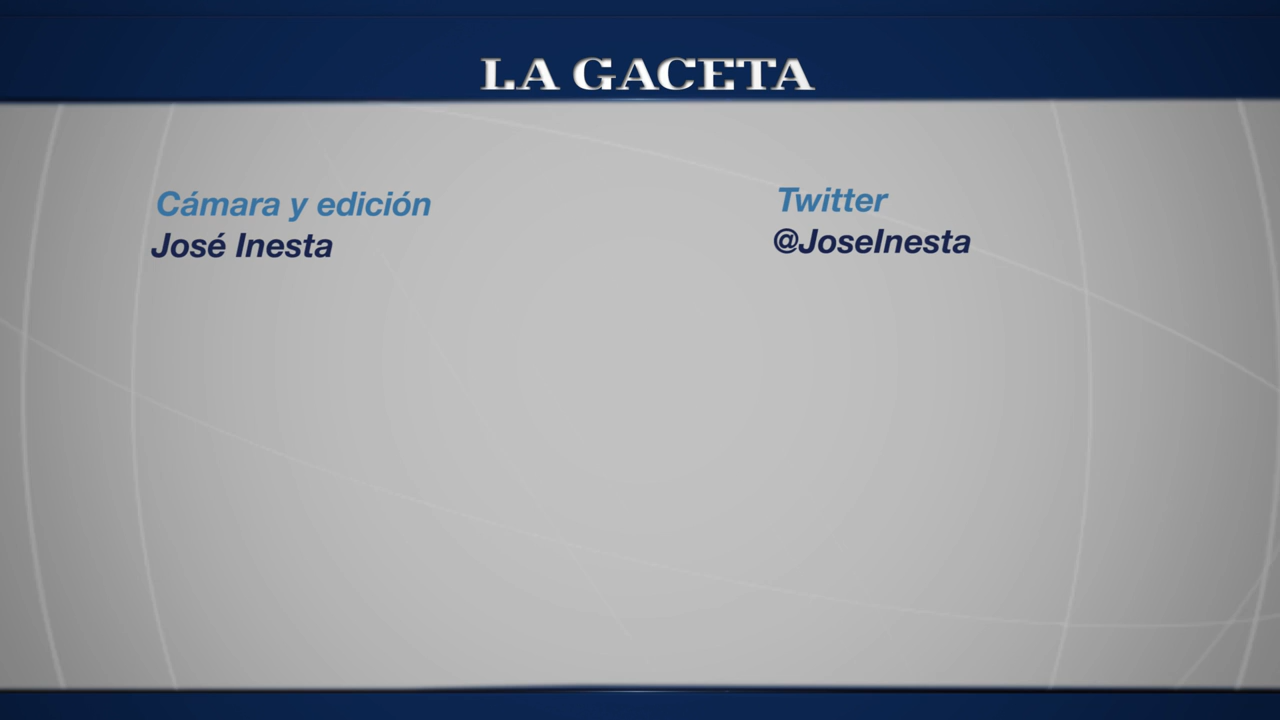 LA GACETA
Cámara y edición
José Inesta
Twitter
@JoseInesta